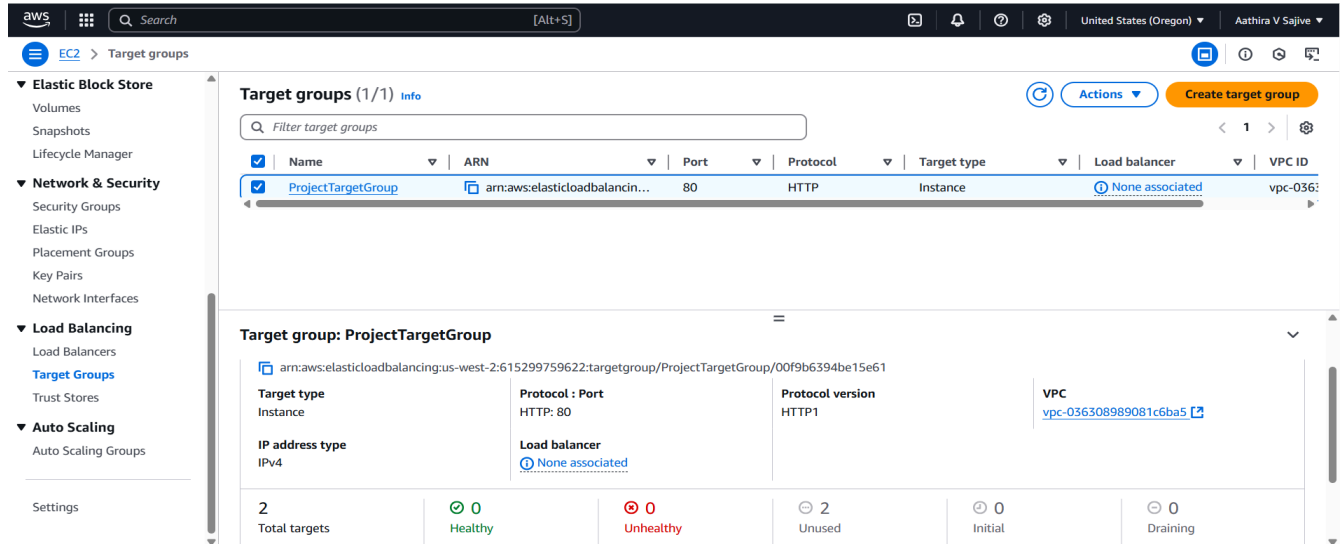 aws
Search [Alt+S]
United States (Oregon) ▼
Aathira V Sajive ▼
EC2 > Target groups
▼ Elastic Block Store
Volumes
Snapshots
Lifecycle Manager
▼ Network & Security
Security Groups
Elastic IPs
Placement Groups
Key Pairs
Network Interfaces
▼ Load Balancing
Load Balancers
Target Groups
Trust Stores
▼ Auto Scaling
Auto Scaling Groups
Settings
Target groups (1/1) Info
Actions ▼
Create target group
Filter target groups
< 1 >
Name ARN Port Protocol Target type Load balancer VPC ID
ProjectTargetGroup arn:aws:elasticloadbalancin... 80 HTTP Instance None associated vpc-0363
Target group: ProjectTargetGroup
arn:aws:elasticloadbalancing:us-west-2:615299759622:targetgroup/ProjectTargetGroup/00f9b6394be15e61
Target type Protocol : Port Protocol version VPC
Instance HTTP: 80 HTTP1 vpc-036308989081c6ba5
IP address type Load balancer
IPv4 None associated
2 0 0 2 0 0
Total targets Healthy Unhealthy Unused Initial Draining